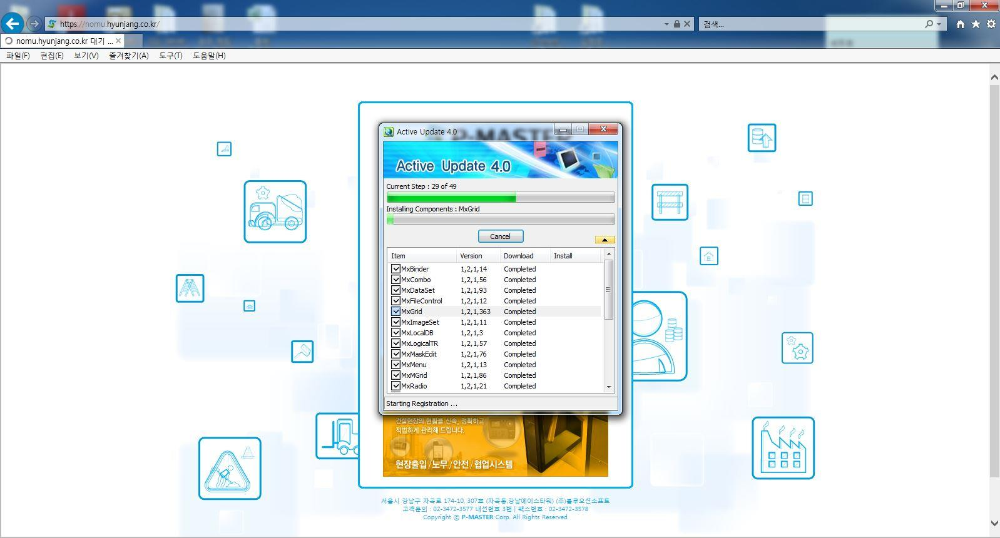 https://nomu.hyunjang.co.kr/
검색...
nomu.hyunjang.co.kr 대기 ...
파일(F) 편집(E) 보기(V) 즐겨찾기(A) 도구(T) 도움말(H)
P-MASTER
Active Update 4.0
Active Update 4.0
Current Step : 29 of 49
Installing Components : MxGrid
Cancel
Item Version Download Install
MxBinder 1,2,1,14 Completed
MxCombo 1,2,1,56 Completed
MxDataSet 1,2,1,93 Completed
MxFileControl 1,2,1,12 Completed
MxGrid 1,2,1,363 Completed
MxImageSet 1,2,1,11 Completed
MxLocalDB 1,2,1,3 Completed
MxLogicalTR 1,2,1,57 Completed
MxMaskEdit 1,2,1,76 Completed
MxMenu 1,2,1,13 Completed
MxMGrid 1,2,1,86 Completed
MxRadio 1,2,1,21 Completed
Starting Registration ...
건설현장의 현황을 신속, 정확하고
적법하게 관리해 드립니다.
현장출입/노무/안전/협업시스템
서울시 강남구 자곡로 174-10, 307호 (자곡동,강남에이스타워) (주)블루오션소프트
고객문의 : 02-3472-3577 내선번호 3번 | 팩스번호 : 02-3472-3578
Copyright ⓒ P-MASTER Corp. All Rights Reserved